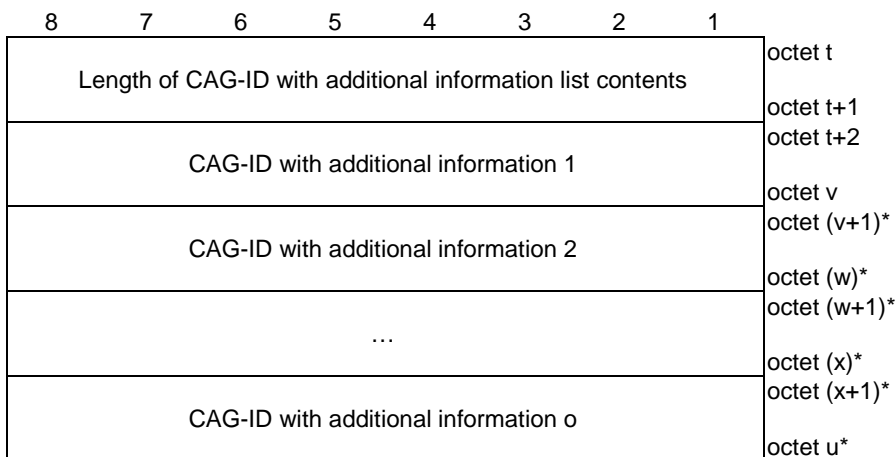 8 7 6 5 4 3 2 1
octet t
Length of CAG-ID with additional information list contents
octet t+1
octet t+2
CAG-ID with additional information 1
octet v
octet (v+1)*
CAG-ID with additional information 2
octet (w)*
octet (w+1)*
…
octet (x)*
octet (x+1)*
CAG-ID with additional information o
octet u*